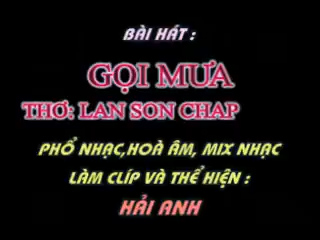 BÀI HÁT :
GỌI MƯA
THƠ: LAN SON CHAP
PHỔ NHẠC,HOÀ ÂM, MIX NHẠC
LÀM CLÍP VÀ THỂ HIỆN :
HẢI ANH